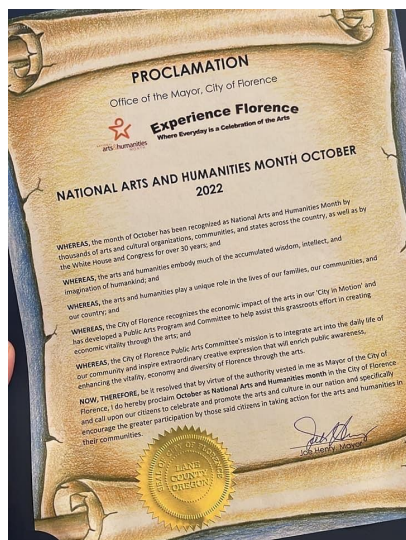 PROCLAMATION
Office of the Mayor, City of Florence
arts&humanities
Experience Florence
Where Everyday is a Celebration of the Arts
NATIONAL ARTS AND HUMANITIES MONTH OCTOBER
2022
WHEREAS, the month of October has been recognized as National Arts and Humanities Month by
thousands of arts and cultural organizations, communities, and states across the country, as well as by
the White House and Congress for over 30 years; and
WHEREAS, the arts and humanities embody much of the accumulated wisdom, intellect, and
imagination of humankind; and
WHEREAS, the arts and humanities play a unique role in the lives of our families, our communities, and
our country; and
WHEREAS, the City of Florence recognizes the economic impact of the arts in our 'City in Motion' and
has developed a Public Arts Program and Committee to help assist this grassroots effort in creating
economic vitality through the arts; and
WHEREAS, the City of Florence Public Arts Committee's mission is to integrate art into the daily life of
our community and inspire extraordinary creative expression that will enrich public awareness,
enhancing the vitality, economy and diversity of Florence through the arts.
NOW, THEREFORE, be it resolved that by virtue of the authority vested in me as Mayor of the City of
Florence, I do hereby proclaim October as National Arts and Humanities month in the City of Florence
and call upon our citizens to celebrate and promote the arts and culture in our nation and specifically
encourage the greater participation by those said citizens in taking action for the arts and humanities in
their communities.
Joe Henry, Mayor
SEAL OF CITY OF FLORENCE
LANE
COUNTY
OREGON